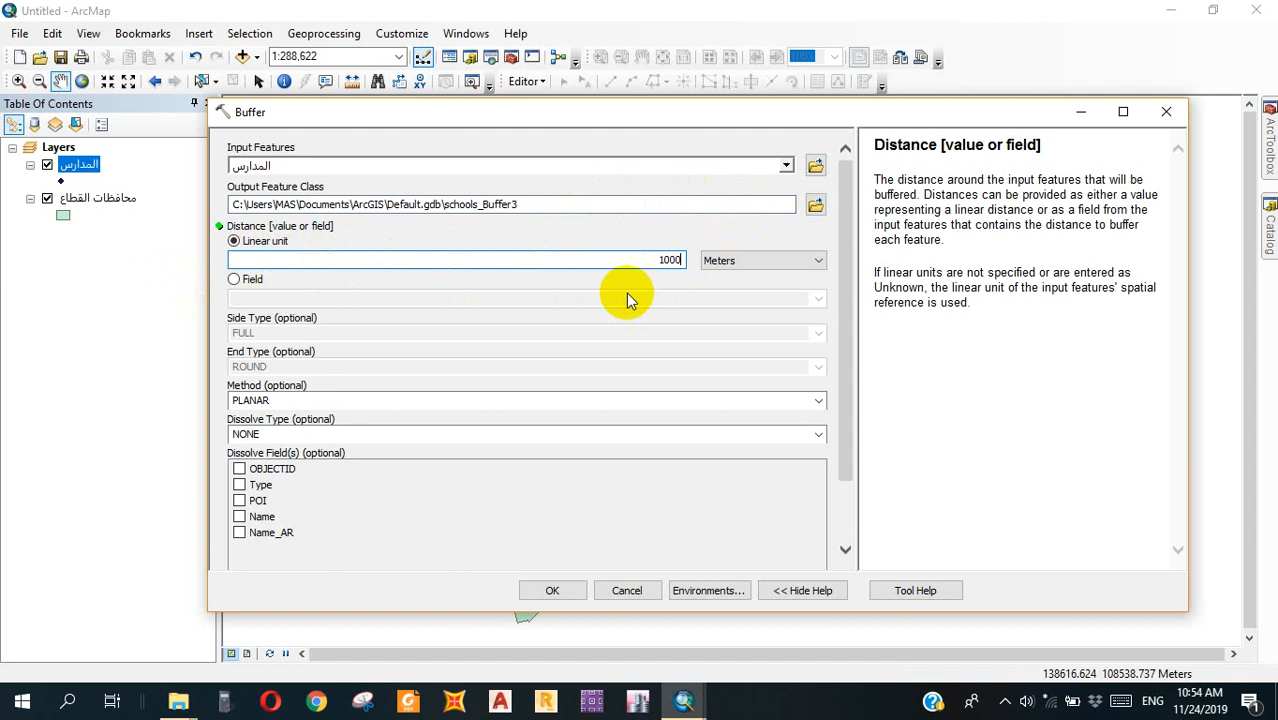 Untitled - ArcMap
File Edit View Bookmarks Insert Selection Geoprocessing Customize Windows Help
1:288,622
Editor
Table Of Contents
Layers
المدارس
محافظات القطاع
Buffer
Input Features
المدارس
Output Feature Class
C:\Users\MAS\Documents\ArcGIS\Default.gdb\schools_Buffer3
Distance [value or field]
Linear unit
1000 Meters
Field
Side Type (optional)
FULL
End Type (optional)
ROUND
Method (optional)
PLANAR
Dissolve Type (optional)
NONE
Dissolve Field(s) (optional)
OBJECTID
Type
POI
Name
Name_AR
OK Cancel Environments... << Hide Help Tool Help
Distance [value or field]
The distance around the input features that will be
buffered. Distances can be provided as either a value
representing a linear distance or as a field from the
input features that contains the distance to buffer
each feature.
If linear units are not specified or are entered as
Unknown, the linear unit of the input features' spatial
reference is used.
ArcToolbox
Catalog
138616.624 108538.737 Meters
ENG
10:54 AM
11/24/2019